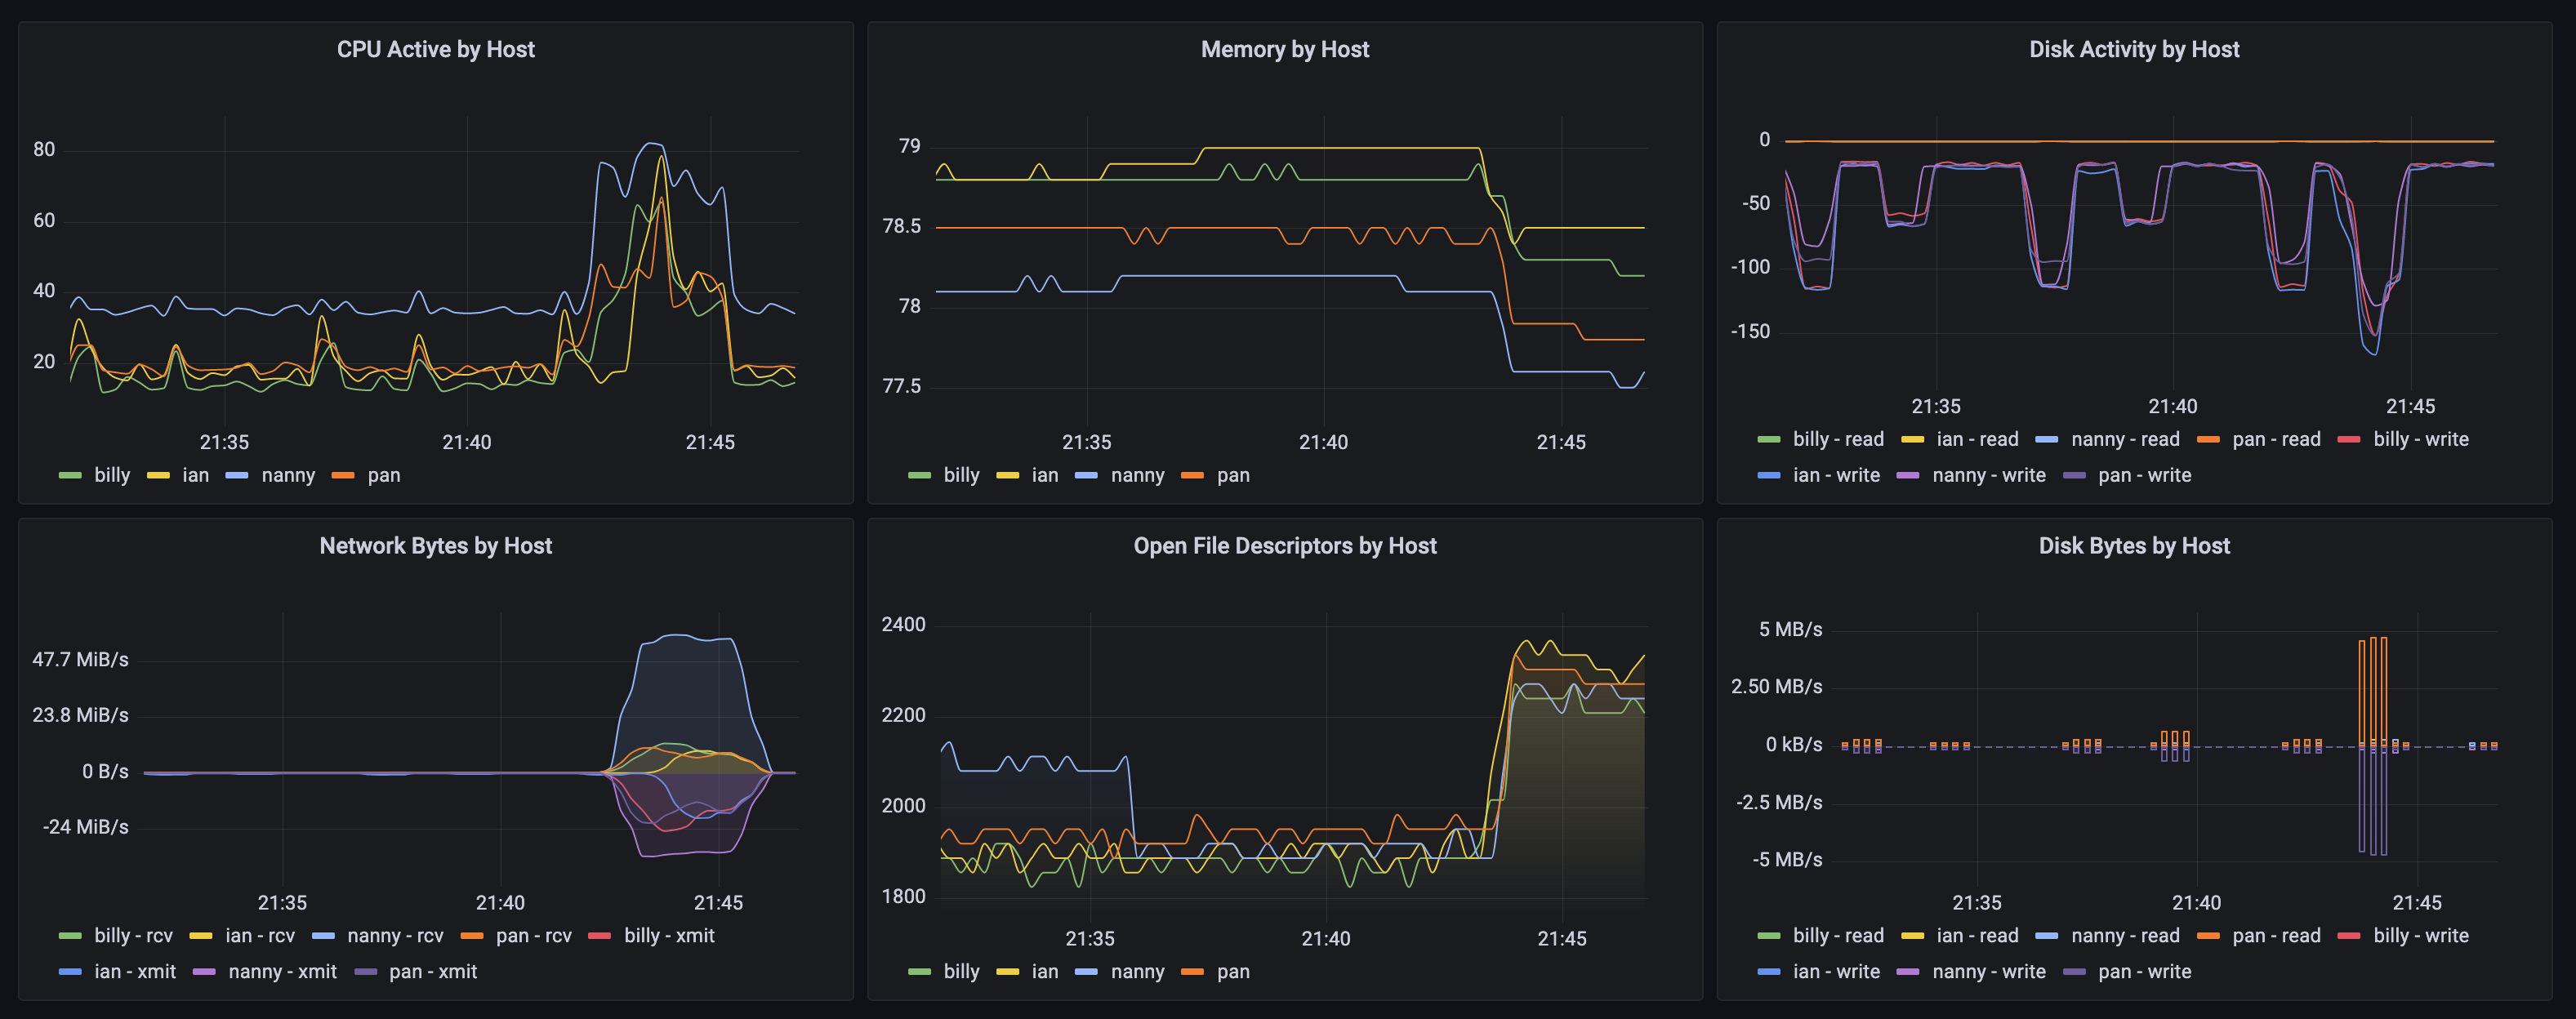 CPU Active by Host
80
60
40
20
21:35 21:40 21:45
billy ian nanny pan
Memory by Host
79
78.5
78
77.5
21:35 21:40 21:45
billy ian nanny pan
Disk Activity by Host
0
-50
-100
-150
21:35 21:40 21:45
billy - read ian - read nanny - read pan - read billy - write
ian - write nanny - write pan - write
Network Bytes by Host
47.7 MiB/s
23.8 MiB/s
0 B/s
-24 MiB/s
21:35 21:40 21:45
billy - rcv ian - rcv nanny - rcv pan - rcv billy - xmit
ian - xmit nanny - xmit pan - xmit
Open File Descriptors by Host
2400
2200
2000
1800
21:35 21:40 21:45
billy ian nanny pan
Disk Bytes by Host
5 MB/s
2.50 MB/s
0 kB/s
-2.5 MB/s
-5 MB/s
21:35 21:40 21:45
billy - read ian - read nanny - read pan - read billy - write
ian - write nanny - write pan - write